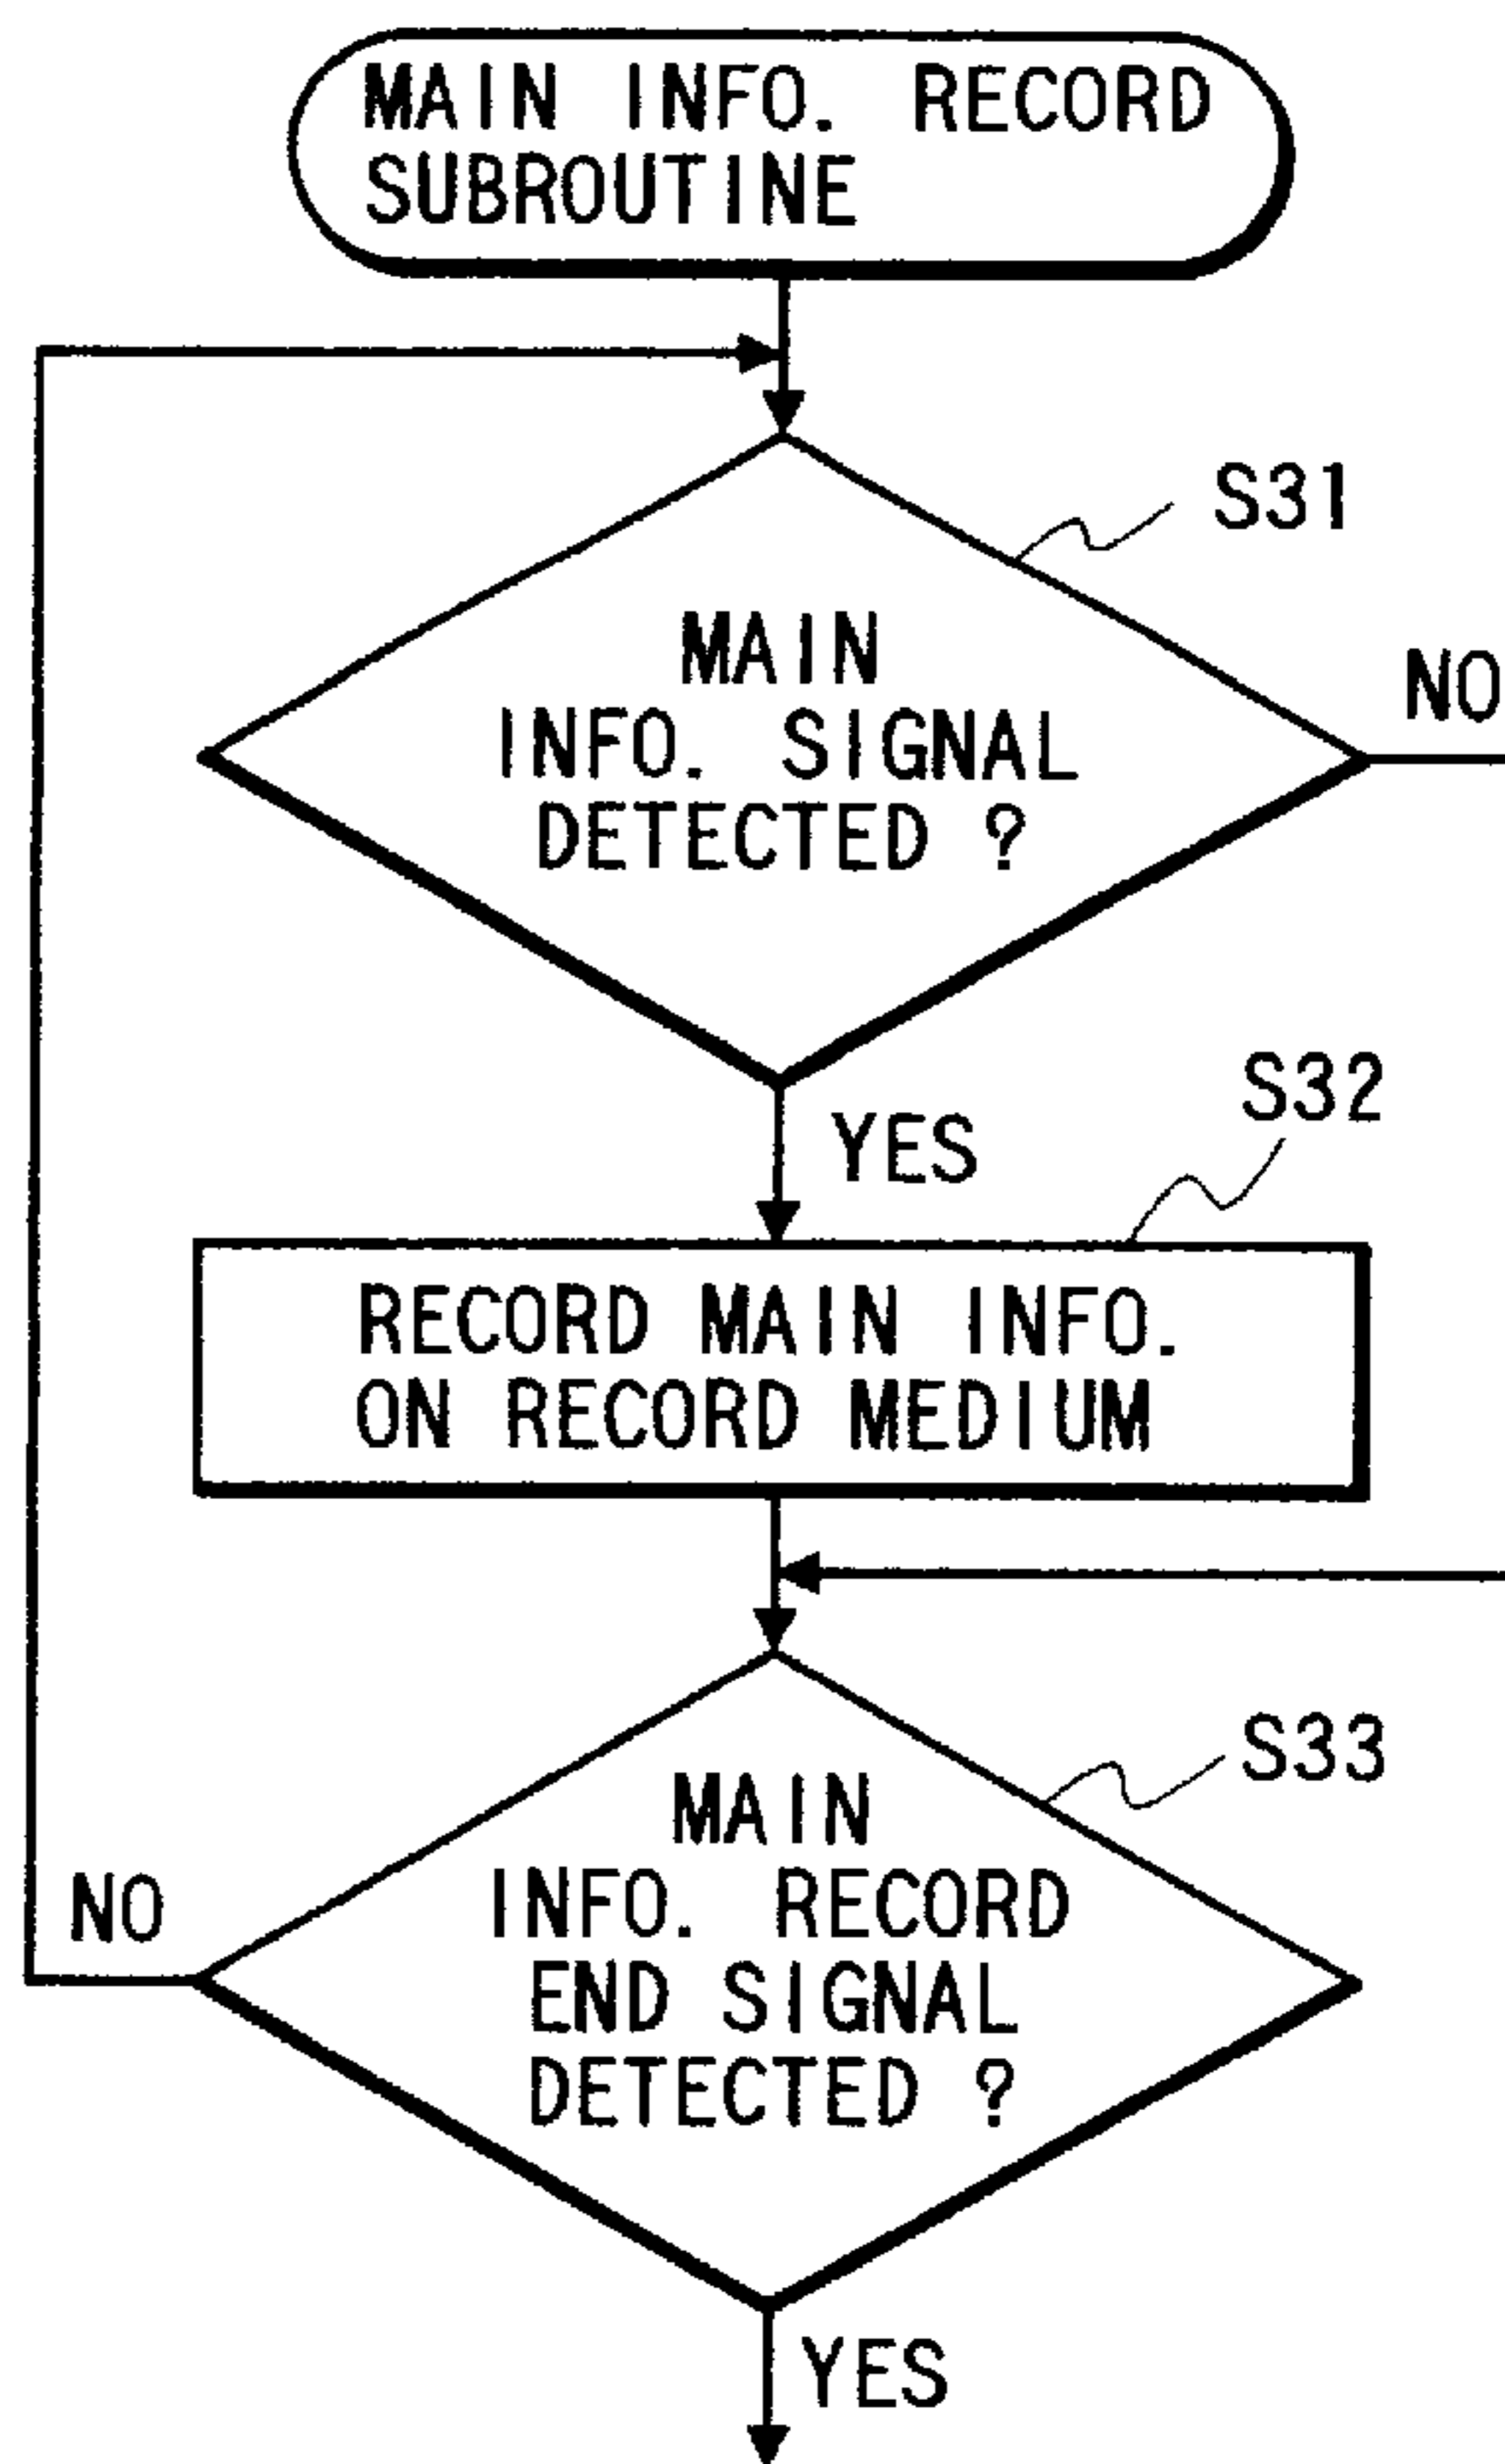 MAIN INFO. RECORD
SUBROUTINE
S31
MAIN
INFO. SIGNAL
DETECTED ?
NO
YES
S32
RECORD MAIN INFO.
ON RECORD MEDIUM
S33
MAIN
INFO. RECORD
END SIGNAL
DETECTED ?
NO
YES